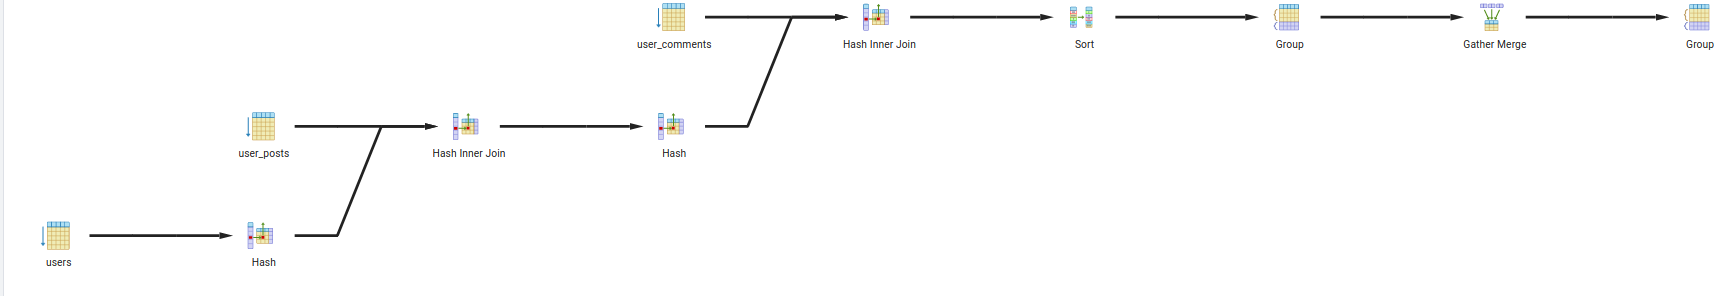 user_comments
Hash Inner Join
Sort
Group
Gather Merge
Group
user_posts
Hash Inner Join
Hash
users
Hash